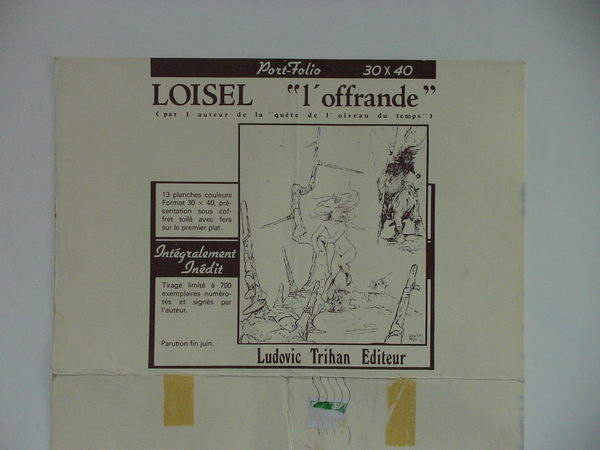 Port-Folio 30 X 40
LOISEL "l'offrande"
(par l'auteur de la "quête de l'oiseau du temps")
13 planches couleurs
Format 30 × 40, pré-
sentation sous cof-
fret toilé avec fers
sur le premier plat.
Intégralement
Inédit
Tirage limité à 700
exemplaires numéro-
tés et signés par
l'auteur.
Parution fin juin.
Ludovic Trihan Editeur